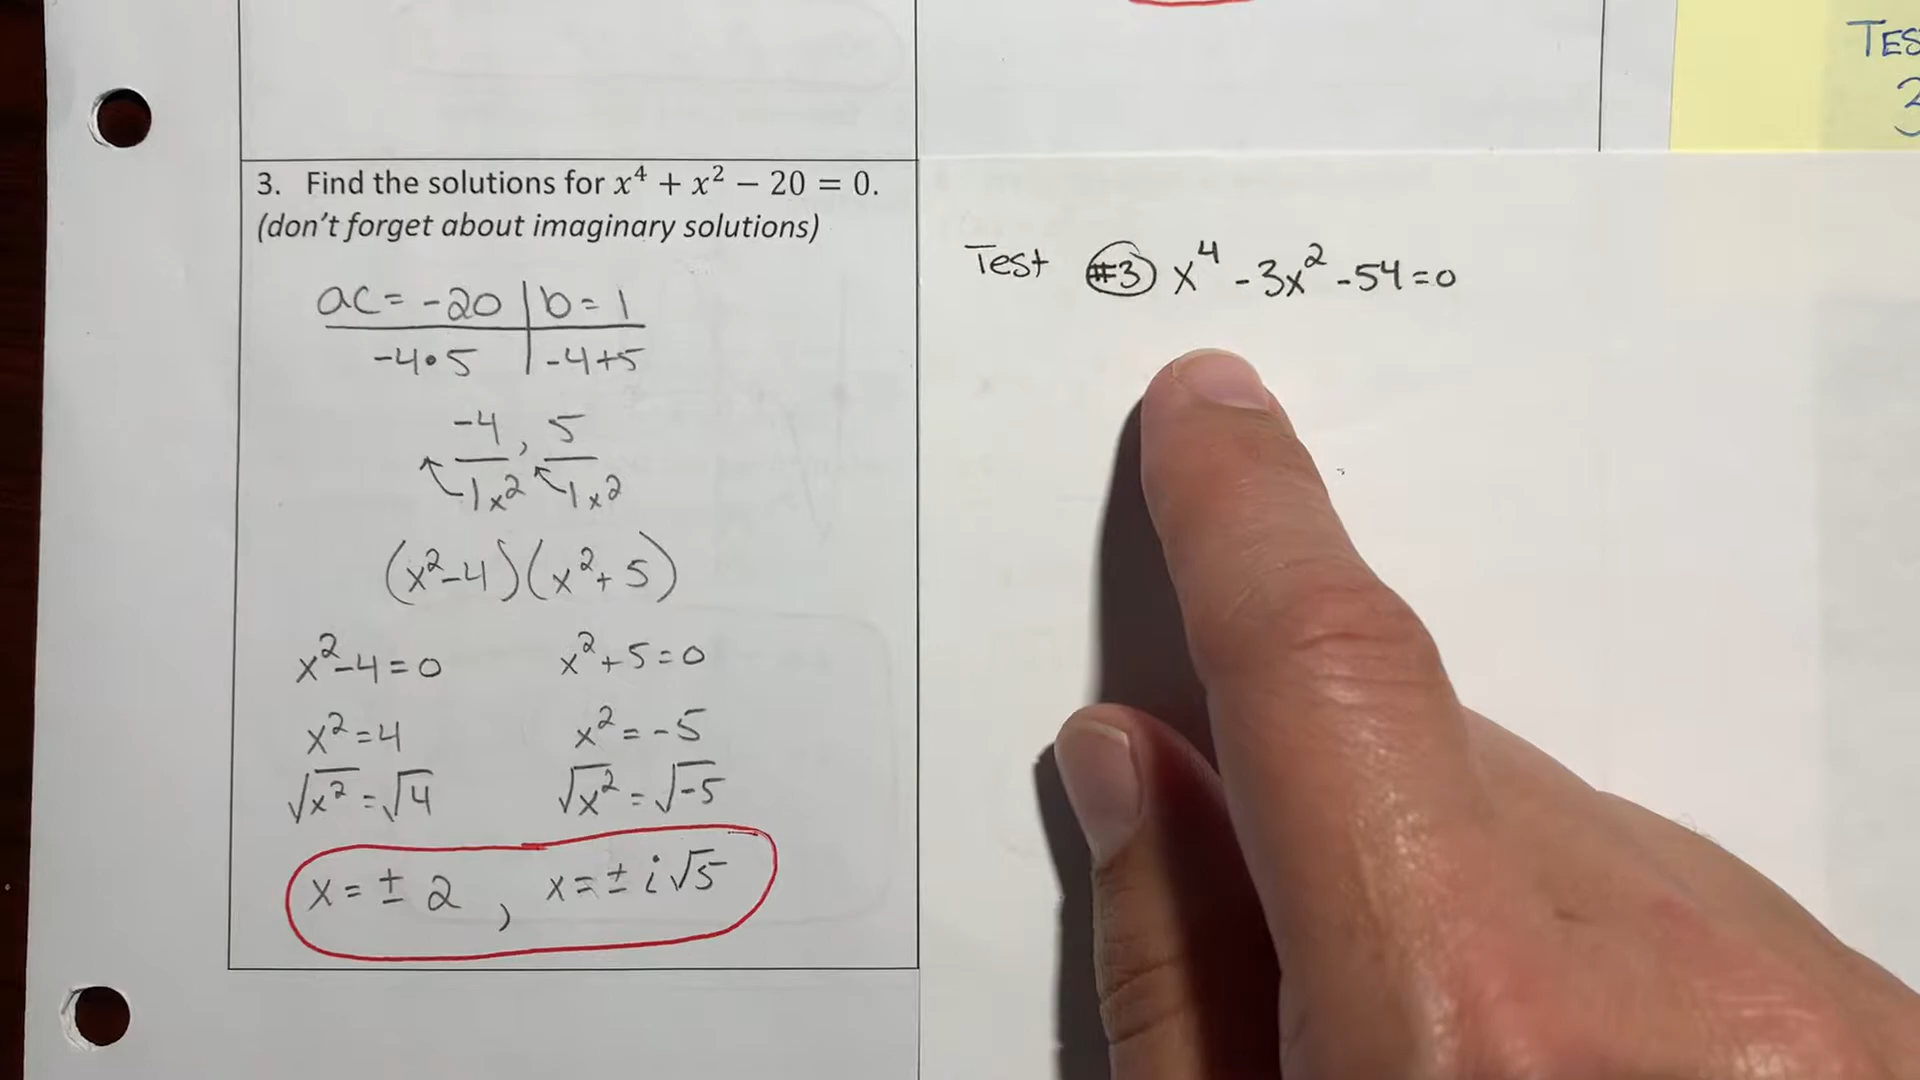 TES
3. Find the solutions for x⁴ + x² − 20 = 0.
(don't forget about imaginary solutions)
ac = -20 | b = 1
-4•5 | -4+5
-4 , 5
1x² 1x²
(x²-4)(x²+5)
x²-4=0 x²+5=0
x²=4 x²=-5
√x² = √4 √x² = √-5
x = ± 2 , x = ± i√5
Test #3 x⁴ -3x² -54=0